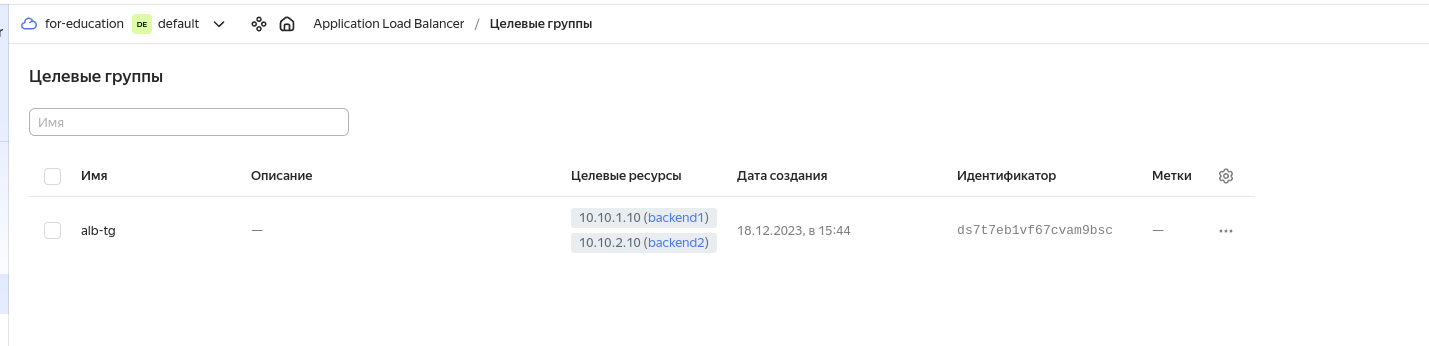 for-education DE default Application Load Balancer / Целевые группы
Целевые группы
Имя
Имя Описание Целевые ресурсы Дата создания Идентификатор Метки
alb-tg — 10.10.1.10 (backend1) 18.12.2023, в 15:44 ds7t7eb1vf67cvam9bsc —
10.10.2.10 (backend2)